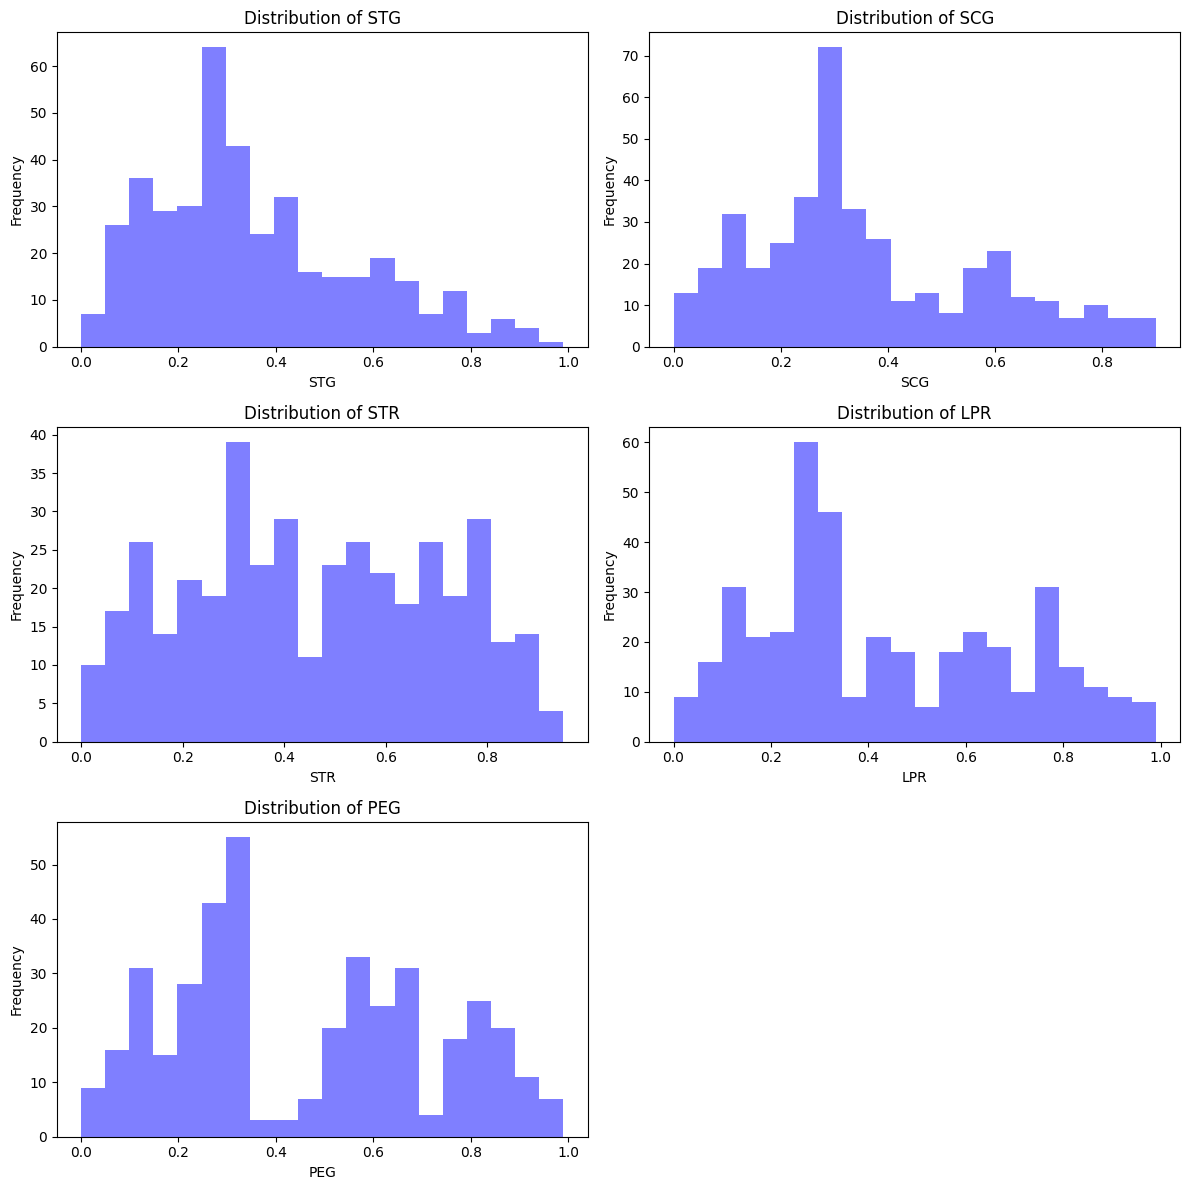 Distribution of STG
Frequency
60
50
40
30
20
10
0
0.0 0.2 0.4 0.6 0.8 1.0
STG
Distribution of SCG
Frequency
70
60
50
40
30
20
10
0
0.0 0.2 0.4 0.6 0.8
SCG
Distribution of STR
Frequency
40
35
30
25
20
15
10
5
0
0.0 0.2 0.4 0.6 0.8
STR
Distribution of LPR
Frequency
60
50
40
30
20
10
0
0.0 0.2 0.4 0.6 0.8 1.0
LPR
Distribution of PEG
Frequency
50
40
30
20
10
0
0.0 0.2 0.4 0.6 0.8 1.0
PEG